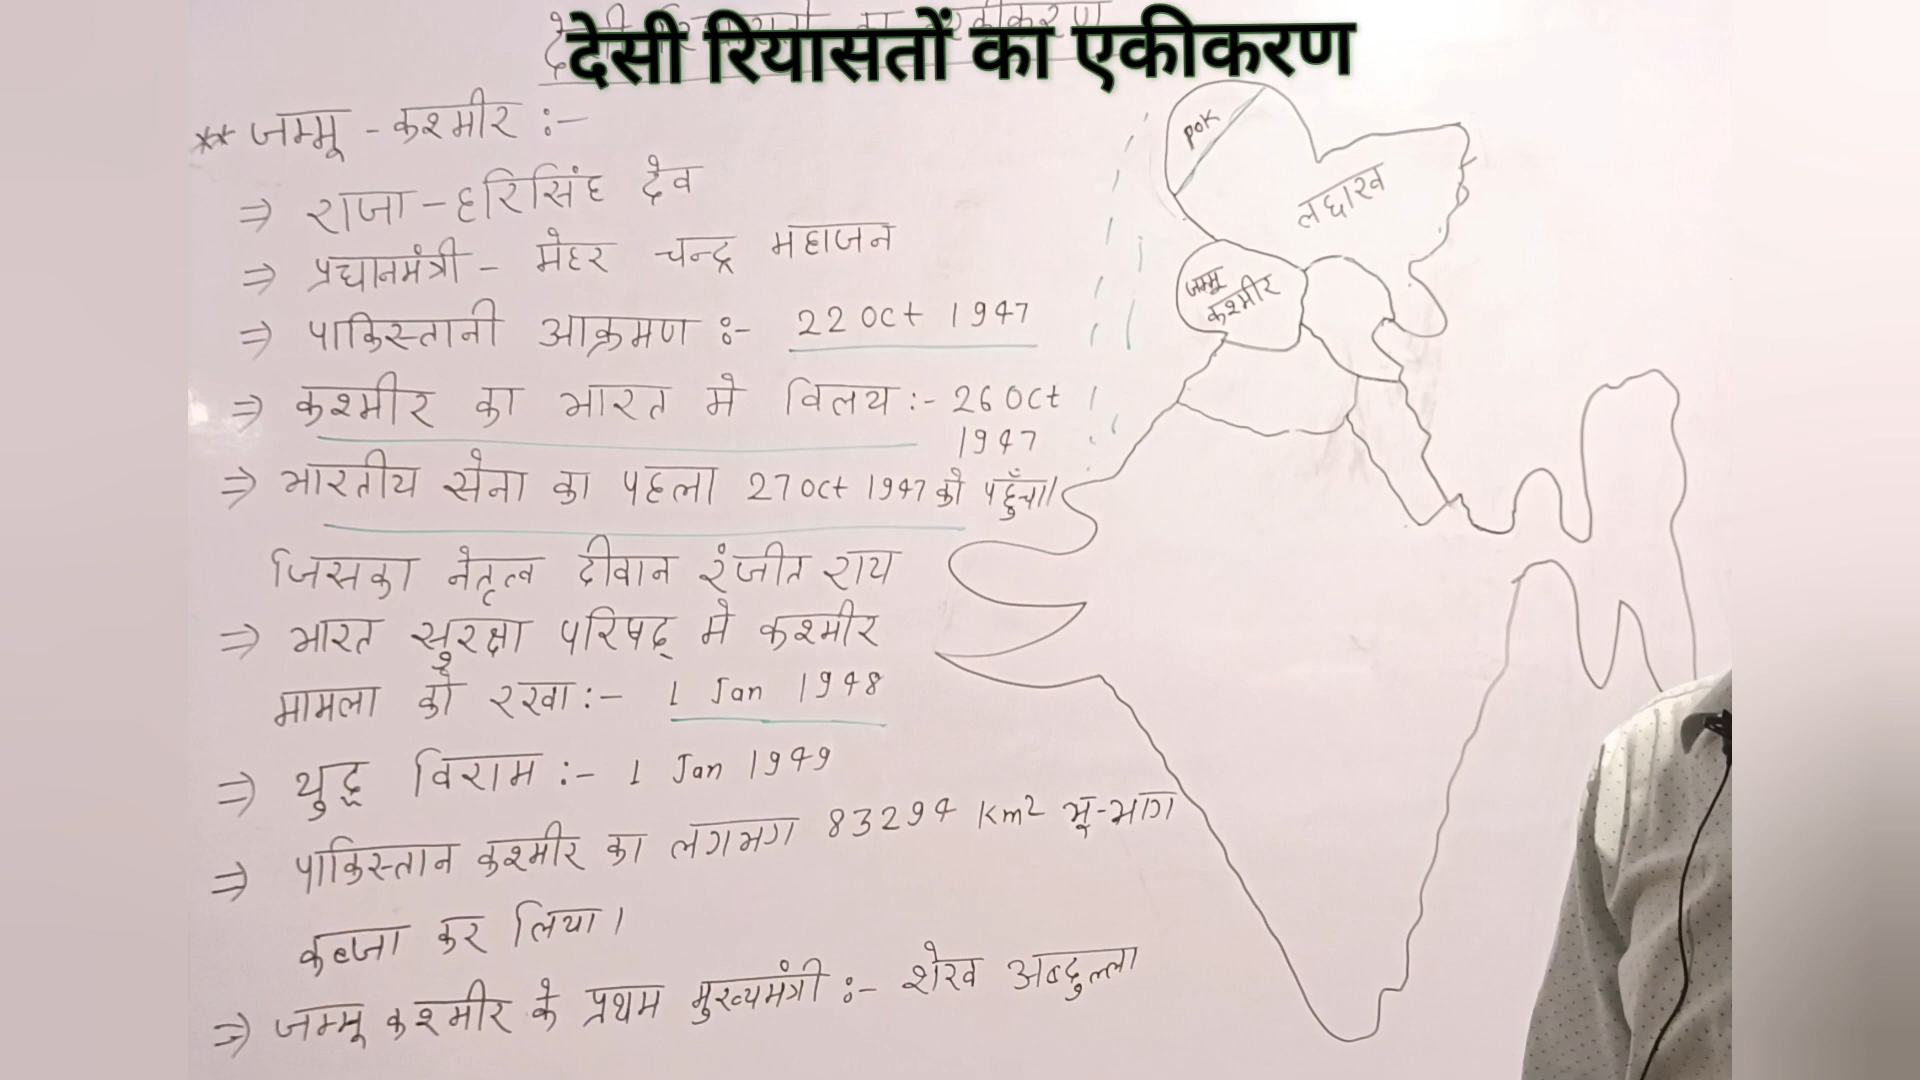 देसी रियासतों का एकीकरण
** जम्मू - कश्मीर :-
⇒ राजा - हरिसिंह देव
⇒ प्रधानमंत्री - मेहर चन्द्र महाजन
⇒ पाकिस्तानी आक्रमण :- 22 Oct 1947
⇒ कश्मीर का भारत मे विलय :- 26 Oct
1947
⇒ भारतीय सेना का पहला 27 Oct 1947 को पहुँचा।
जिसका नेतृत्व दीवान रंजीत राय
⇒ भारत सुरक्षा परिषद् मे कश्मीर
मामला को रखा :- 1 Jan 1948
⇒ युद्ध विराम :- 1 Jan 1949
⇒ पाकिस्तान कश्मीर का लगभग 83294 Km2 भू-भाग
कब्जा कर लिया।
⇒ जम्मू कश्मीर के प्रथम मुख्यमंत्री :- शेख अब्दुल्ला
POK
लद्दाख
जम्मू
कश्मीर